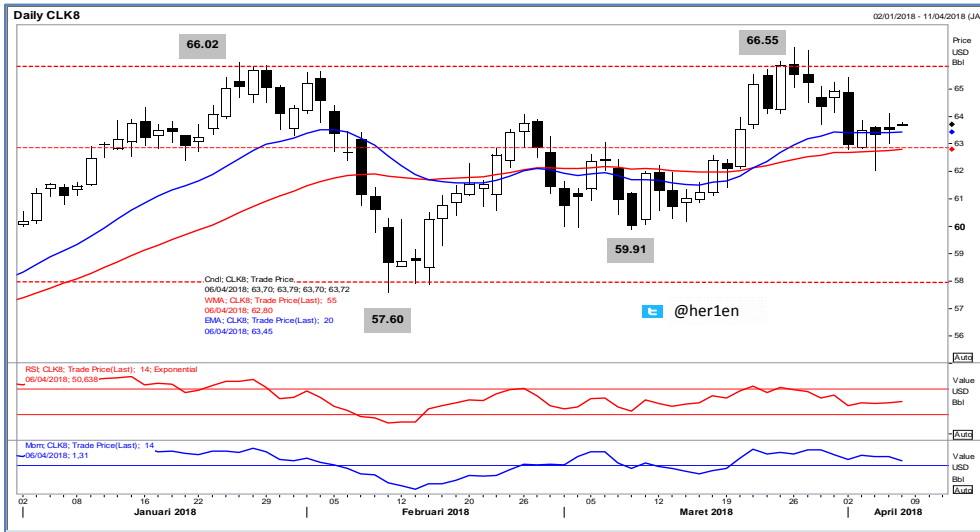 Daily CLK8
02/01/2018 - 11/04/2018 (JA
66.02
66.55
Price
USD
Bbl
65
64
63
62
61
60
59
58
57
56
55
59.91
57.60
@her1en
Cndl; CLK8; Trade Price
06/04/2018; 63,70; 63,79; 63,70; 63,72
WMA; CLK8; Trade Price(Last); 55
06/04/2018; 62,80
EMA; CLK8; Trade Price(Last); 20
06/04/2018; 63,45
Auto
RSI; CLK8; Trade Price(Last); 14; Exponential
06/04/2018; 50,638
Value
USD
Bbl
Auto
Mom; CLK8; Trade Price(Last); 14
06/04/2018; 1,31
Value
USD
Bbl
Auto
02 08 16 22 29 05 12 20 26 05 12 19 26 02 09
Januari 2018 Februari 2018 Maret 2018 April 2018